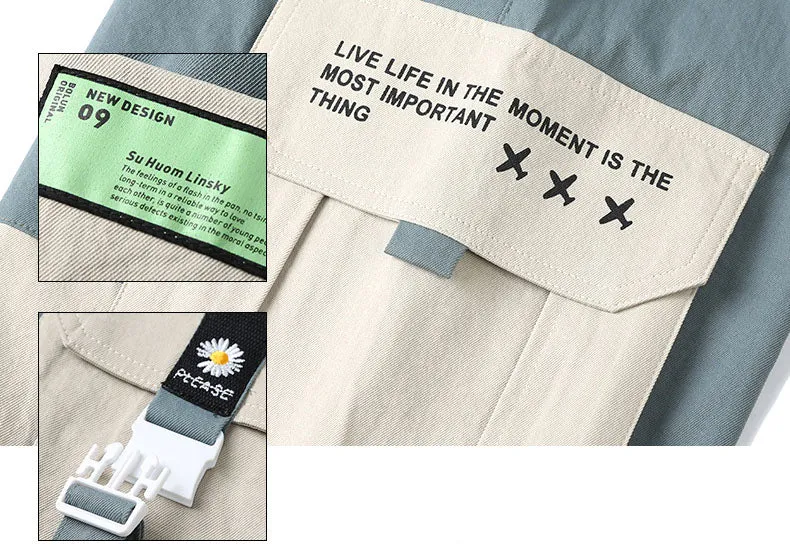 LIVE LIFE IN THE MOMENT IS THE
MOST IMPORTANT
THING
BOLUN
ORIGINAL
NEW DESIGN
09
Su Huom Linsky
The feelings of a flash in the pan, no
long-term in a reliable way to love
each other, is quite a number of young
serious defects existing in the moral
PLEASE